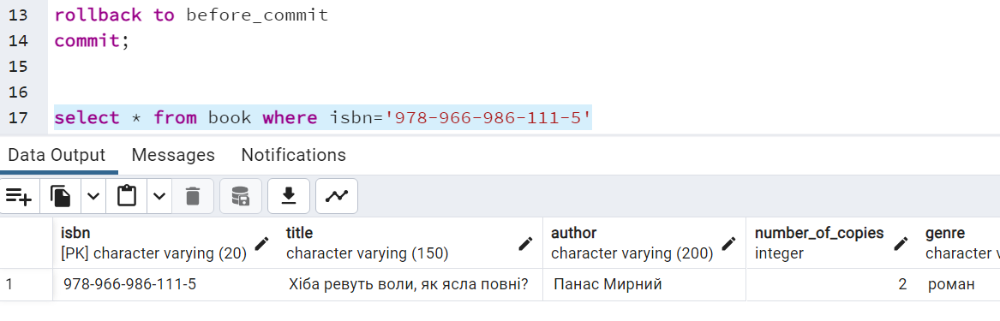 13 rollback to before_commit
14 commit;
15
16
17 select * from book where isbn='978-966-986-111-5'
Data Output Messages Notifications
isbn title author number_of_copies genre
[PK] character varying (20) character varying (150) character varying (200) integer character v
1 978-966-986-111-5 Хіба ревуть воли, як ясла повні? Панас Мирний 2 роман